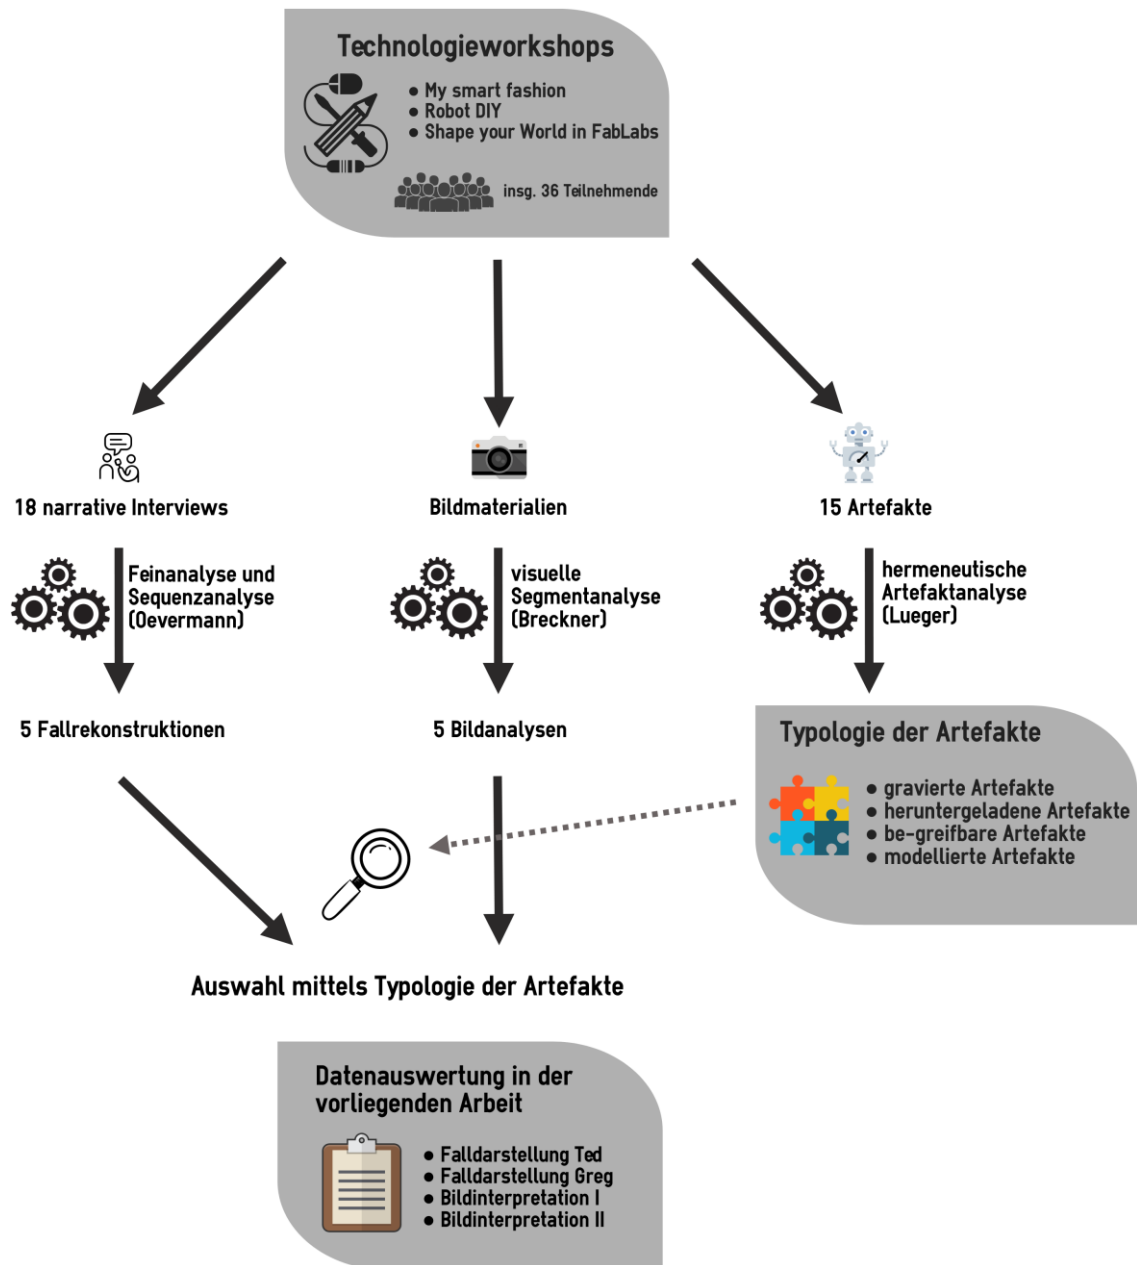 Technologieworkshops
● My smart fashion
● Robot DIY
● Shape your World in FabLabs
insg. 36 Teilnehmende
18 narrative Interviews
Bildmaterialien
15 Artefakte
Feinanalyse und
Sequenzanalyse
(Oevermann)
visuelle
Segmentanalyse
(Breckner)
hermeneutische
Artefaktanalyse
(Lueger)
5 Fallrekonstruktionen
5 Bildanalysen
Typologie der Artefakte
● gravierte Artefakte
● heruntergeladene Artefakte
● be-greifbare Artefakte
● modellierte Artefakte
Auswahl mittels Typologie der Artefakte
Datenauswertung in der
vorliegenden Arbeit
● Falldarstellung Ted
● Falldarstellung Greg
● Bildinterpretation I
● Bildinterpretation II